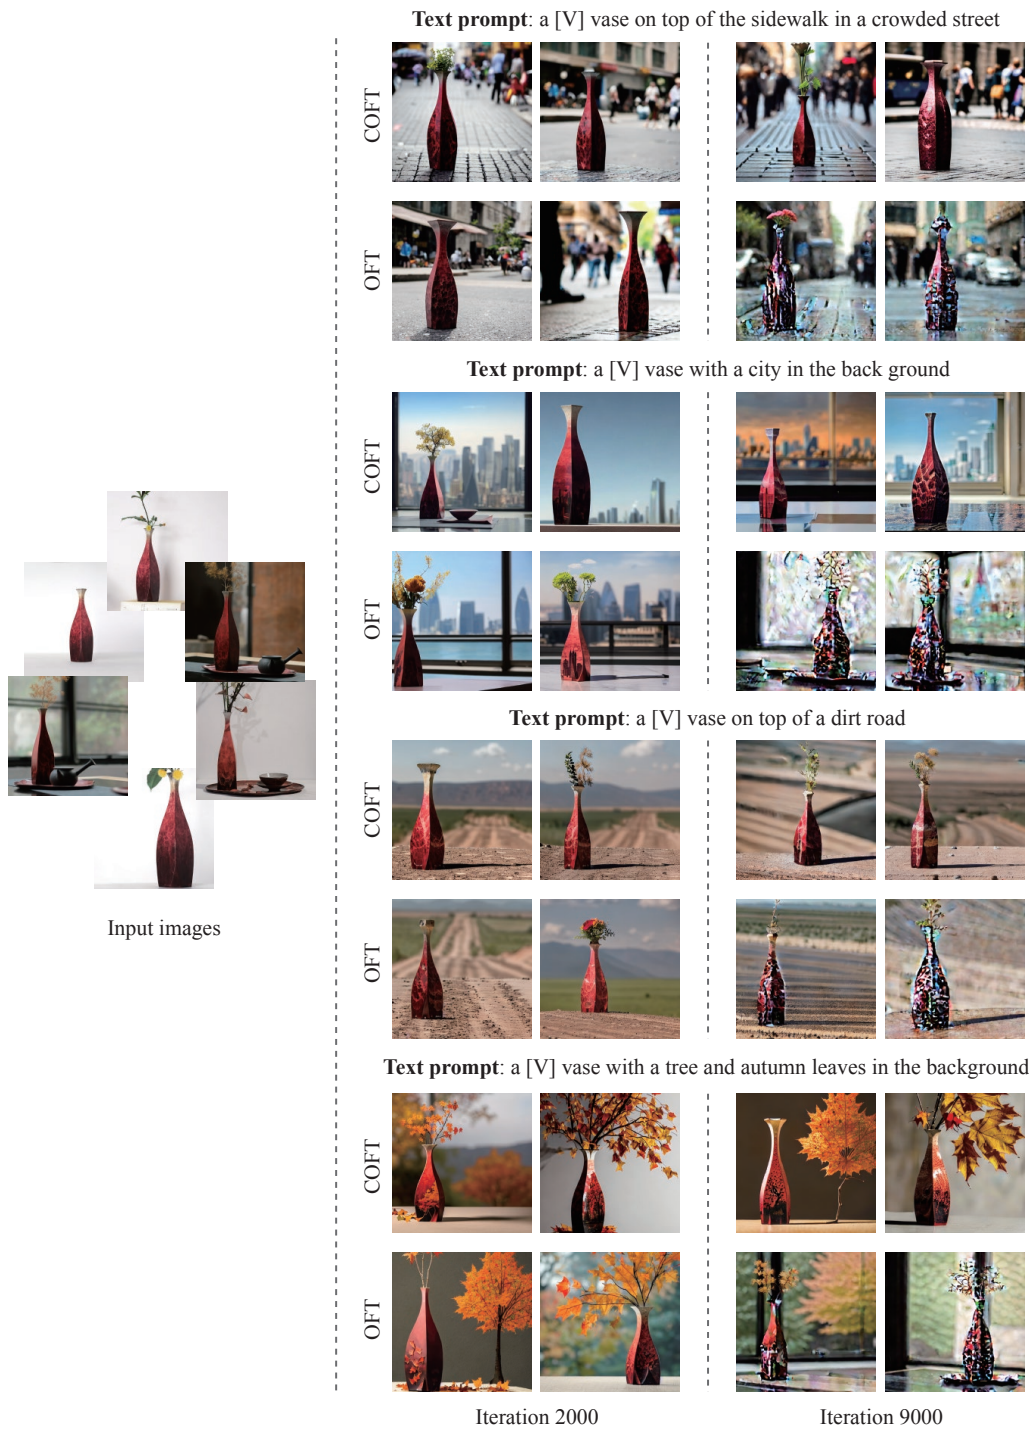 Text prompt: a [V] vase on top of the sidewalk in a crowded street
COFT
OFT
Text prompt: a [V] vase with a city in the back ground
COFT
OFT
Text prompt: a [V] vase on top of a dirt road
COFT
OFT
Input images
Text prompt: a [V] vase with a tree and autumn leaves in the background
COFT
OFT
Iteration 2000
Iteration 9000